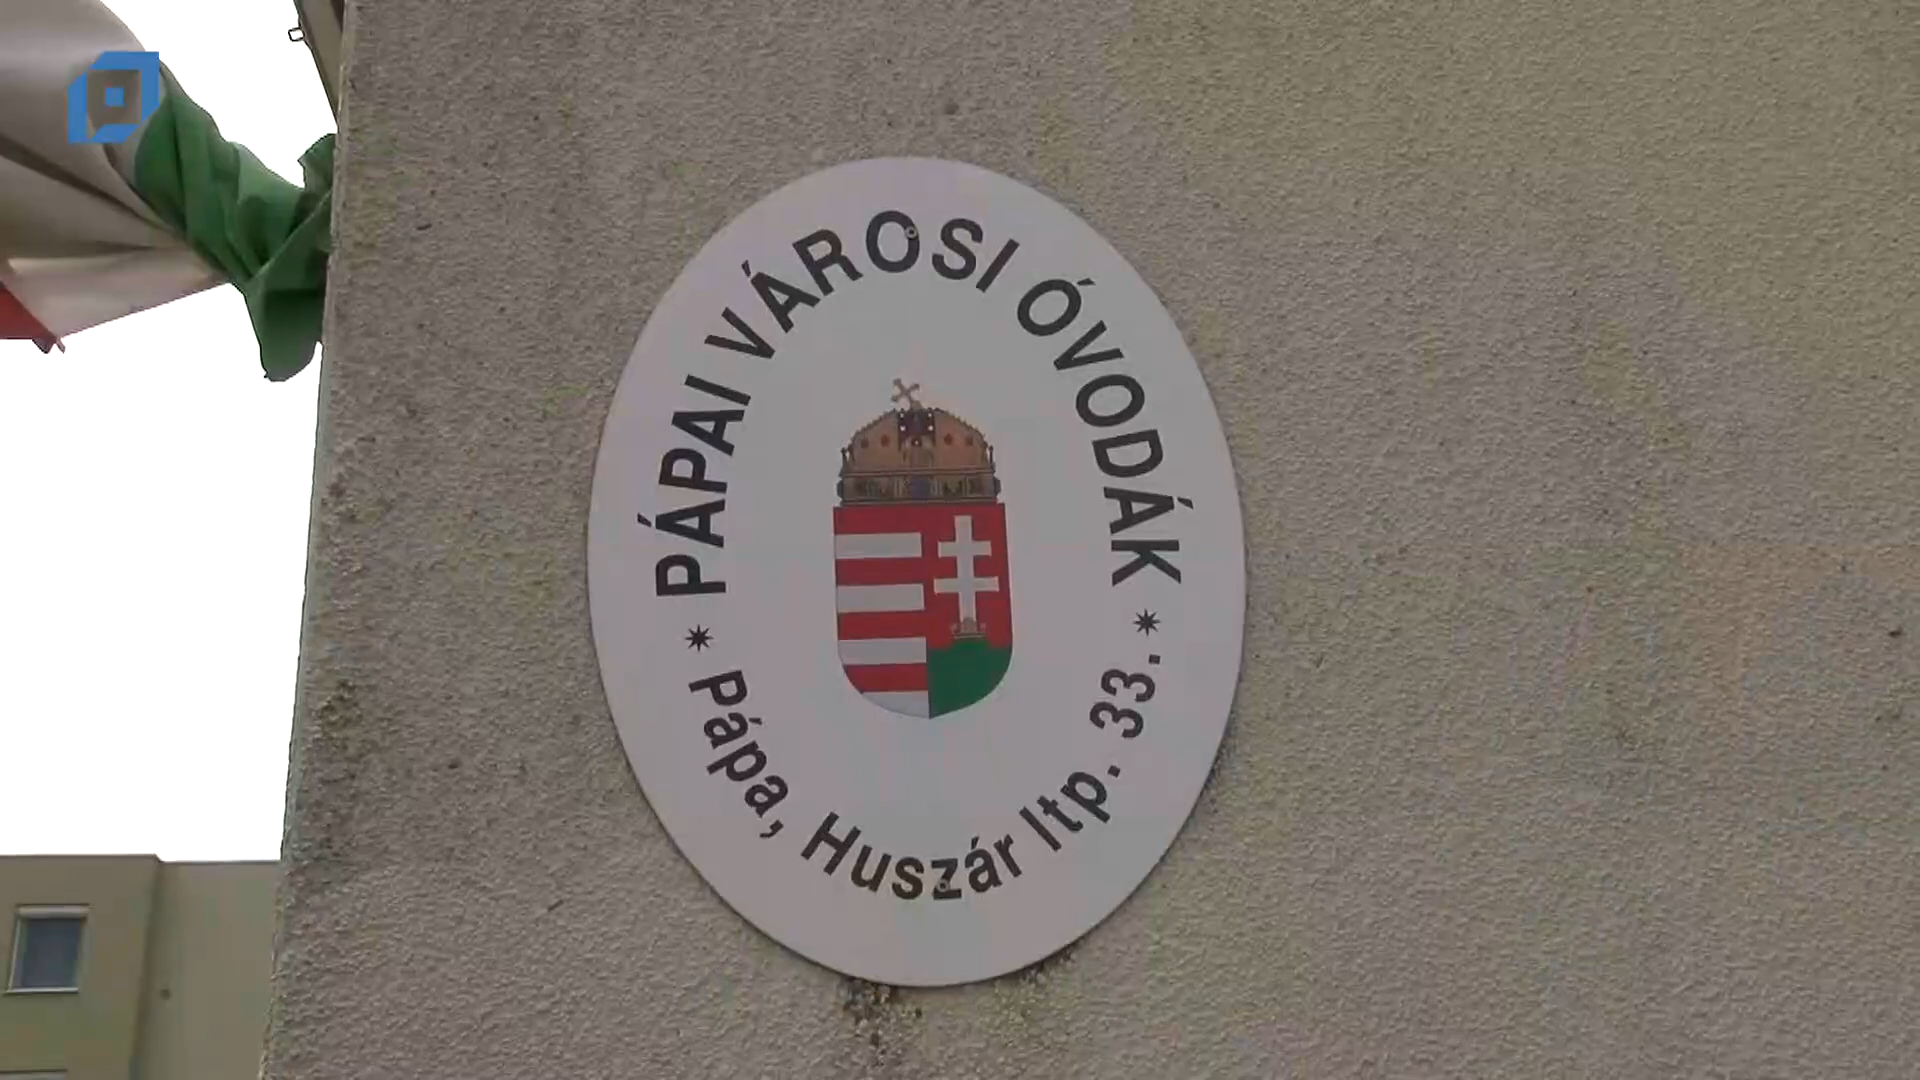 PÁPAI VÁROSI ÓVODÁK
* Pápa, Huszár ltp. 33. *